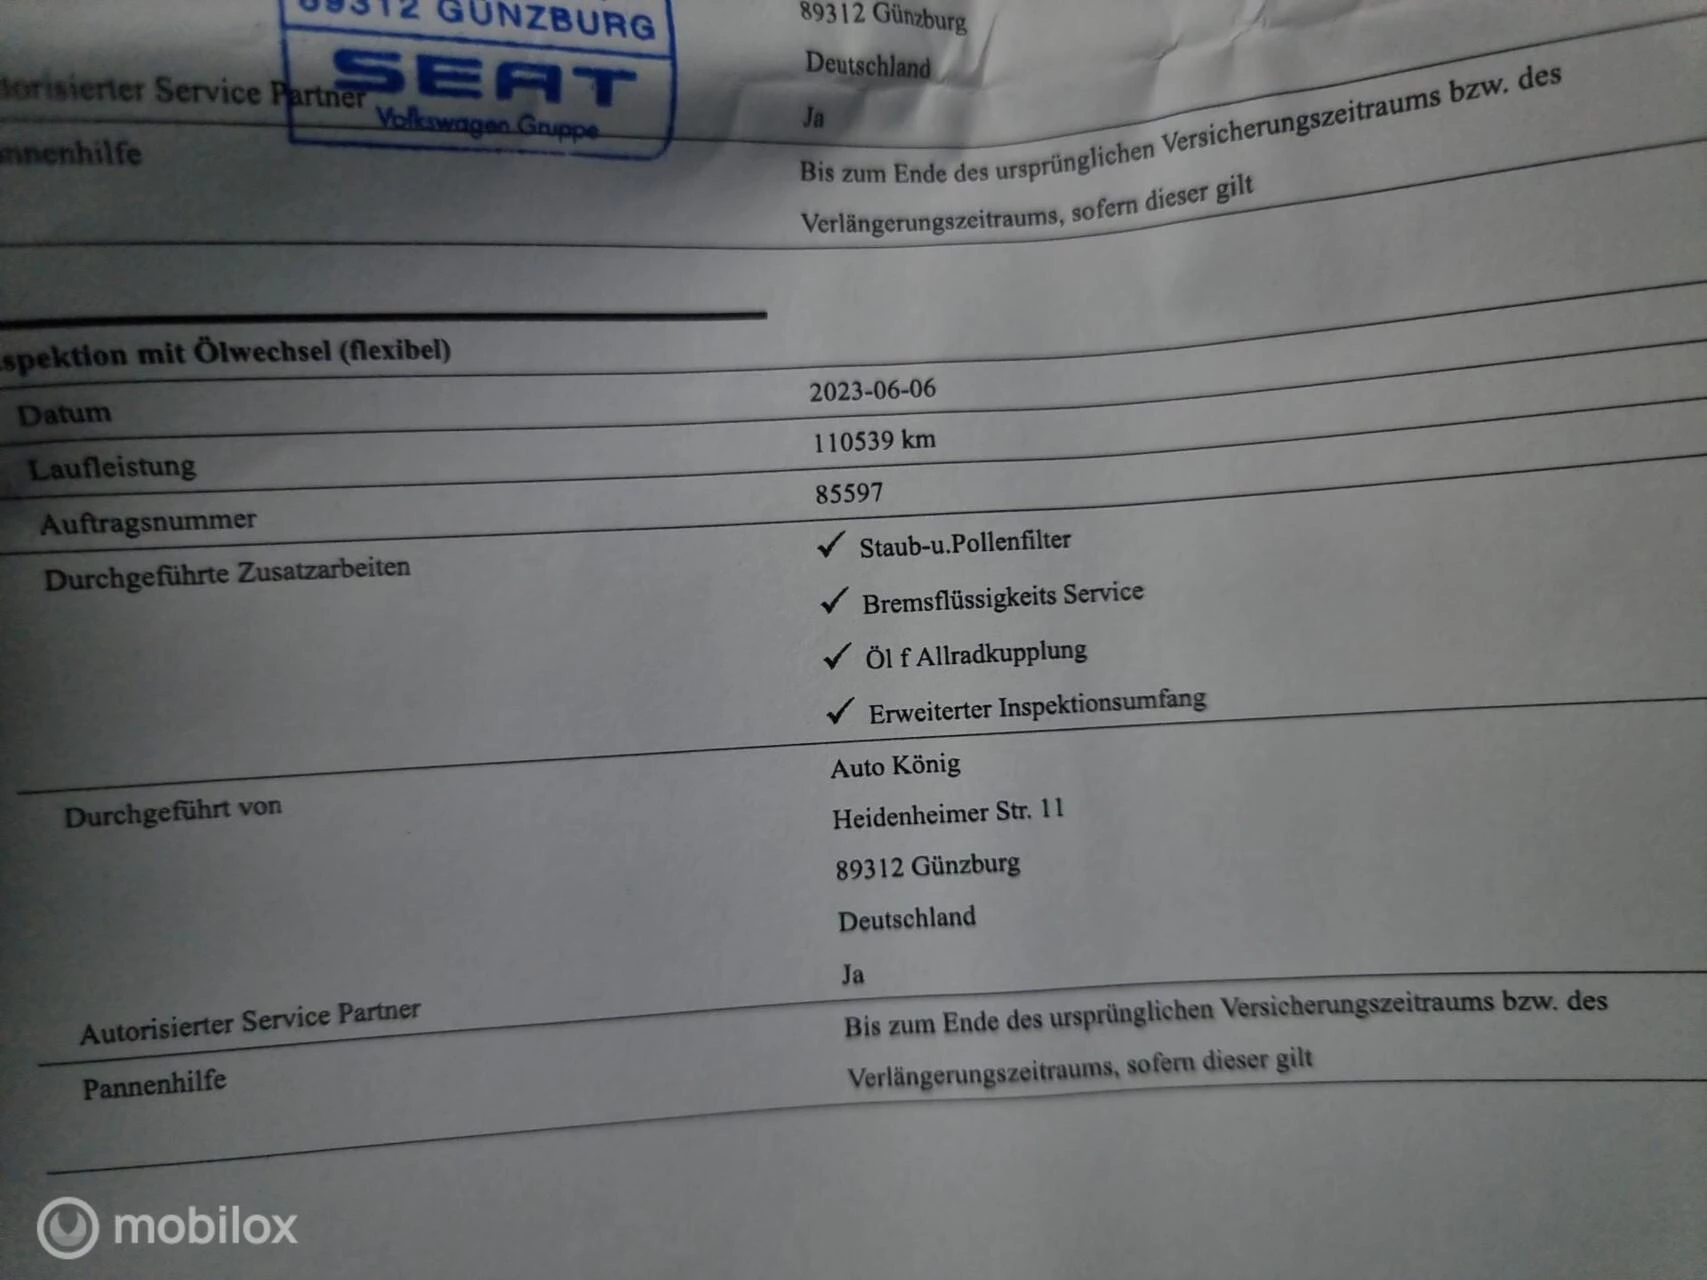 89312 GÜNZBURG
SEAT
Volkswagen Gruppe
89312 Günzburg
Deutschland
torisierter Service Partner
Ja
nnenhilfe
Bis zum Ende des ursprünglichen Versicherungszeitraums bzw. des
Verlängerungszeitraums, sofern dieser gilt
spektion mit Ölwechsel (flexibel)
Datum
2023-06-06
Laufleistung
110539 km
Auftragsnummer
85597
Durchgeführte Zusatzarbeiten
✓ Staub-u.Pollenfilter
✓ Bremsflüssigkeits Service
✓ Öl f Allradkupplung
✓ Erweiterter Inspektionsumfang
Durchgeführt von
Auto König
Heidenheimer Str. 11
89312 Günzburg
Deutschland
Autorisierter Service Partner
Ja
Pannenhilfe
Bis zum Ende des ursprünglichen Versicherungszeitraums bzw. des
Verlängerungszeitraums, sofern dieser gilt
mobilox